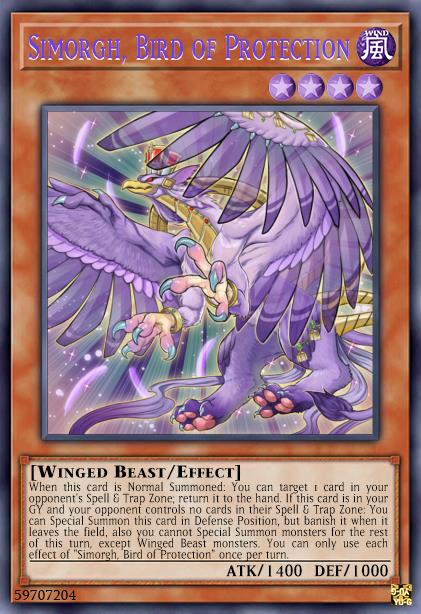 Simorgh, Bird of Protection
WIND
風
[Winged Beast/Effect]
When this card is Normal Summoned: You can target 1 card in your
opponent's Spell & Trap Zone; return it to the hand. If this card is in your
GY and your opponent controls no cards in their Spell & Trap Zone: You
can Special Summon this card in Defense Position, but banish it when it
leaves the field, also you cannot Special Summon monsters for the rest
of this turn, except Winged Beast monsters. You can only use each
effect of "Simorgh, Bird of Protection" once per turn.
ATK/1400 DEF/1000
59707204